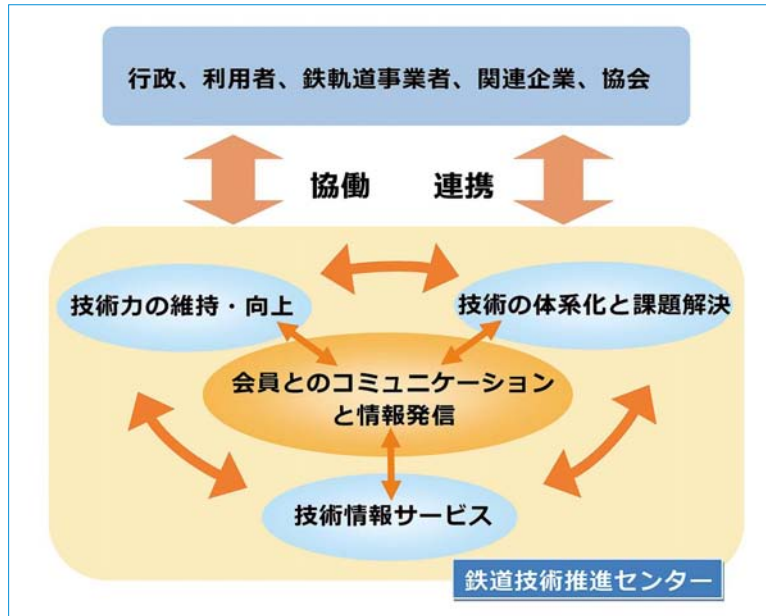 行政、利用者、鉄軌道事業者、関連企業、協会
協働 連携
技術力の維持・向上
技術の体系化と課題解決
会員とのコミュニケーション
と情報発信
技術情報サービス
鉄道技術推進センター